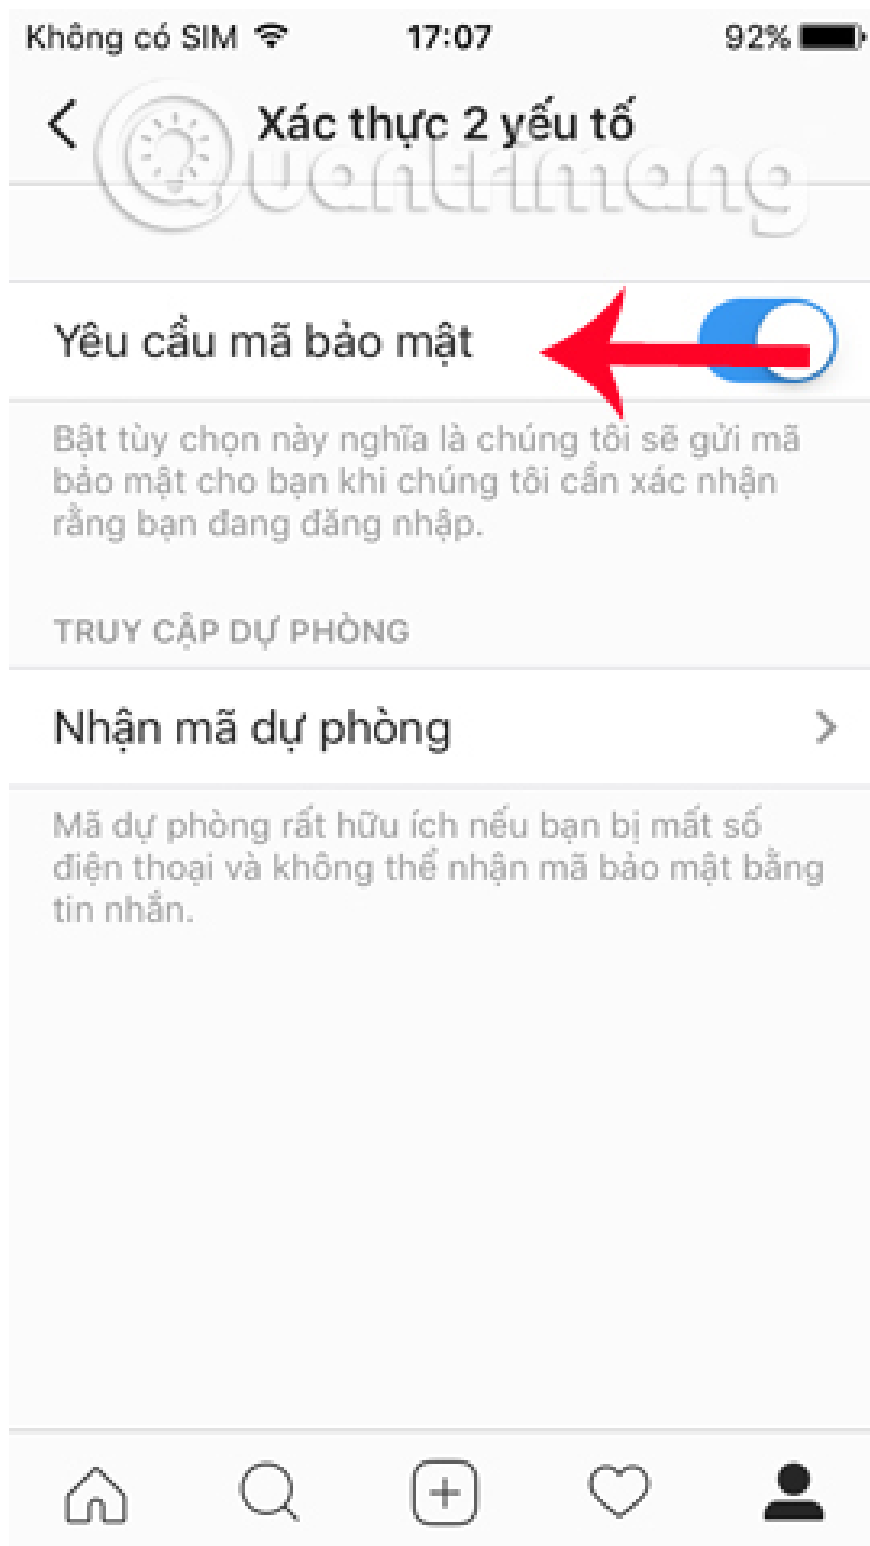 Không có SIM 17:07 92%
Xác thực 2 yếu tố
Quantrimang
Yêu cầu mã bảo mật
Bật tùy chọn này nghĩa là chúng tôi sẽ gửi mã
bảo mật cho bạn khi chúng tôi cần xác nhận
rằng bạn đang đăng nhập.
TRUY CẬP DỰ PHÒNG
Nhận mã dự phòng
Mã dự phòng rất hữu ích nếu bạn bị mất số
điện thoại và không thể nhận mã bảo mật bằng
tin nhắn.